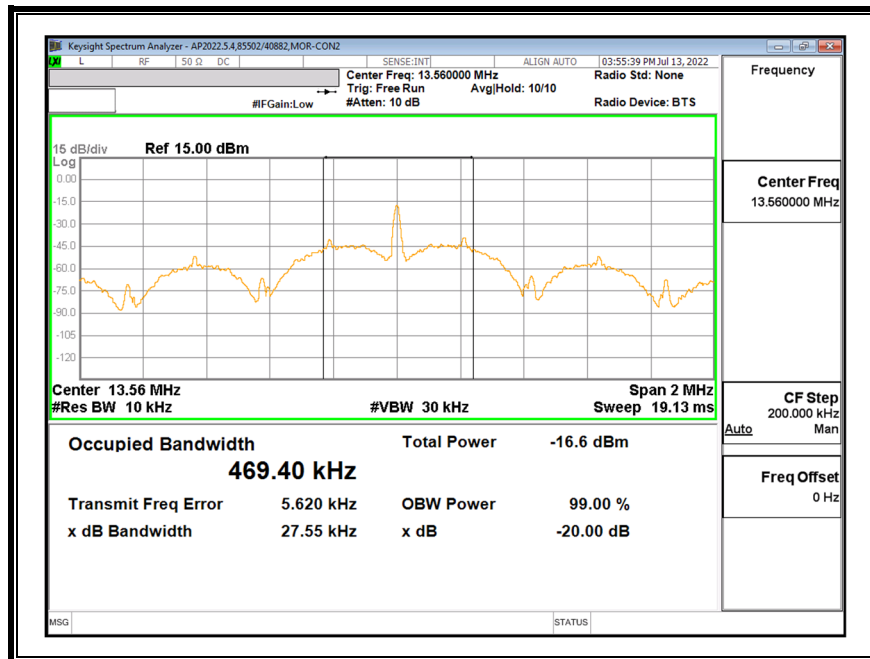 Keysight Spectrum Analyzer - AP2022.5.4,85502/40882,MOR-CON2
LXI L RF 50 Ω DC SENSE:INT ALIGN AUTO 03:55:39 PM Jul 13, 2022
Center Freq: 13.560000 MHz Radio Std: None
Trig: Free Run Avg|Hold: 10/10
#IFGain:Low #Atten: 10 dB Radio Device: BTS
15 dB/div Ref 15.00 dBm
Log
0.00
-15.0
-30.0
-45.0
-60.0
-75.0
-90.0
-105
-120
Center 13.56 MHz Span 2 MHz
#Res BW 10 kHz #VBW 30 kHz Sweep 19.13 ms
Occupied Bandwidth Total Power -16.6 dBm
469.40 kHz
Transmit Freq Error 5.620 kHz OBW Power 99.00 %
x dB Bandwidth 27.55 kHz x dB -20.00 dB
Frequency
Center Freq
13.560000 MHz
CF Step
200.000 kHz
Auto Man
Freq Offset
0 Hz
MSG STATUS